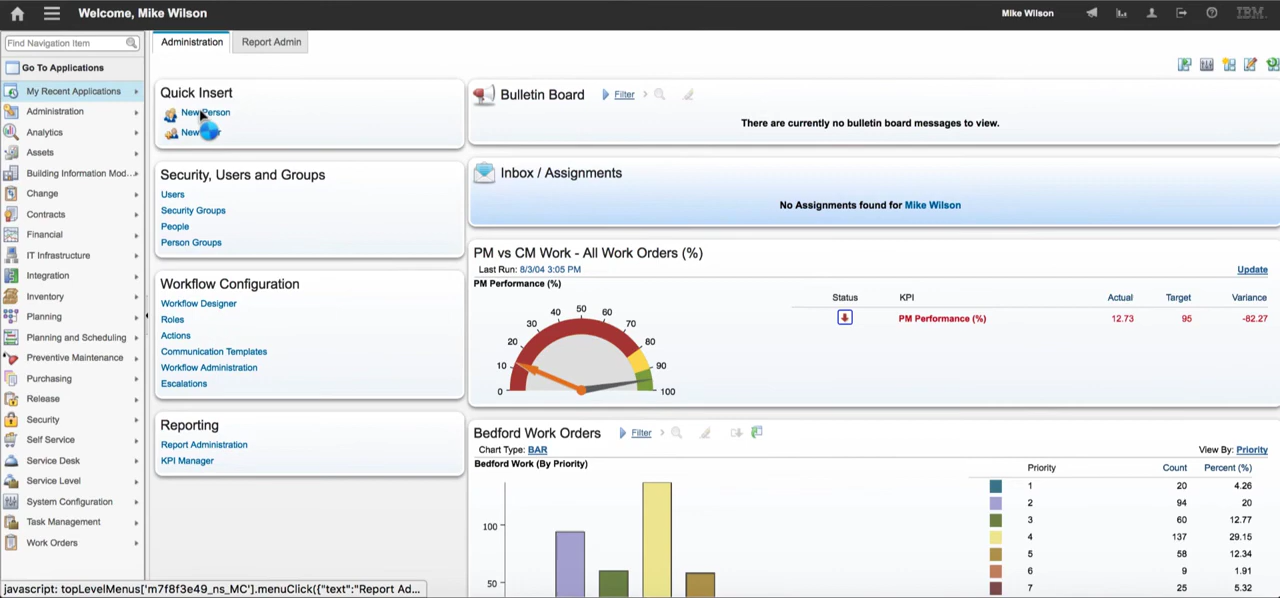 Welcome, Mike Wilson
Mike Wilson
IBM
Find Navigation Item
Go To Applications
My Recent Applications
Administration
Analytics
Assets
Building Information Mod...
Change
Contracts
Financial
IT Infrastructure
Integration
Inventory
Planning
Planning and Scheduling
Preventive Maintenance
Purchasing
Release
Security
Self Service
Service Desk
Service Level
System Configuration
Task Management
Work Orders
Administration
Report Admin
Quick Insert
New Person
New
Security, Users and Groups
Users
Security Groups
People
Person Groups
Workflow Configuration
Workflow Designer
Roles
Actions
Communication Templates
Workflow Administration
Escalations
Reporting
Report Administration
KPI Manager
Bulletin Board
Filter
There are currently no bulletin board messages to view.
Inbox / Assignments
No Assignments found for Mike Wilson
PM vs CM Work - All Work Orders (%)
Last Run: 8/3/04 3:05 PM
Update
PM Performance (%)
0
10
20
30
40
50
60
70
80
90
100
Status KPI Actual Target Variance
PM Performance (%) 12.73 95 -82.27
Bedford Work Orders
Filter
Chart Type: BAR
View By: Priority
Bedford Work (By Priority)
100
50
Priority Count Percent (%)
1 20 4.26
2 94 20
3 60 12.77
4 137 29.15
5 58 12.34
6 9 1.91
7 25 5.32
javascript: topLevelMenus['m7f8f3e49_ns_MC'].menuClick({"text":"Report Ad...